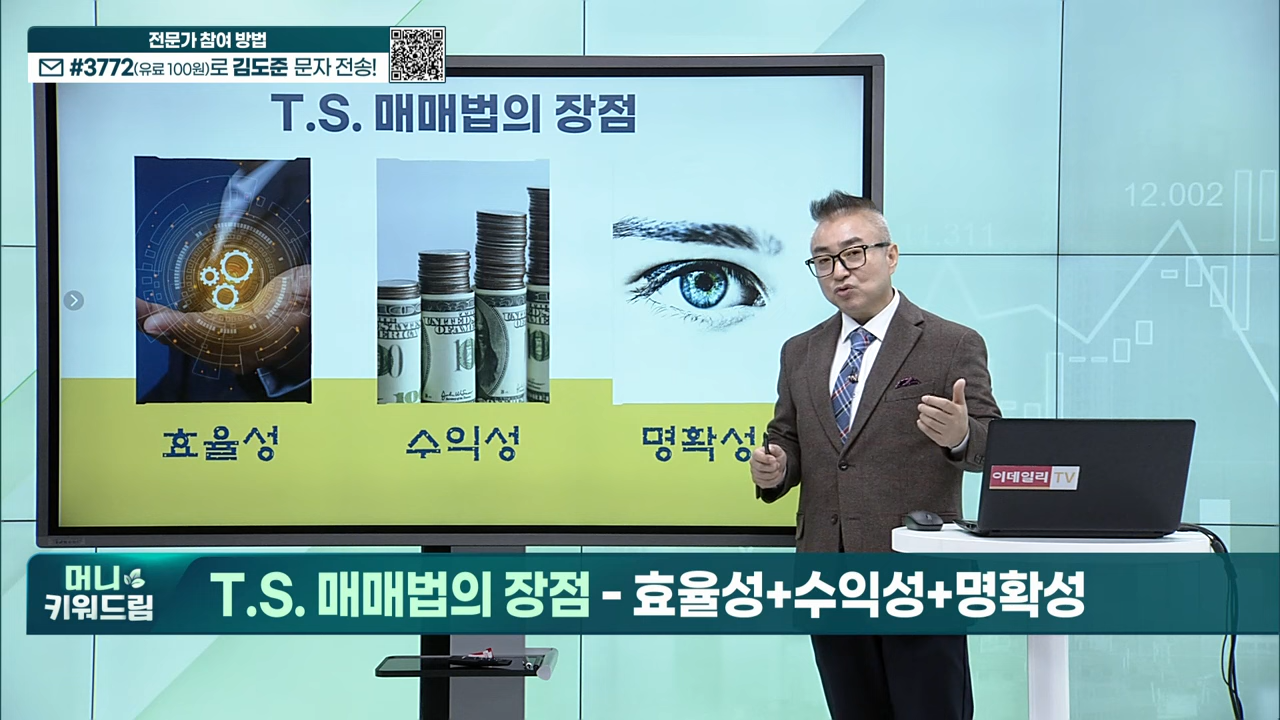 전문가 참여 방법
#3772(유료 100원)로 김도준 문자 전송!
T.S. 매매법의 장점
12.002
.311
효율성
수익성
명확성
이데일리TV
머니
키워드림
T.S. 매매법의 장점 - 효율성+수익성+명확성